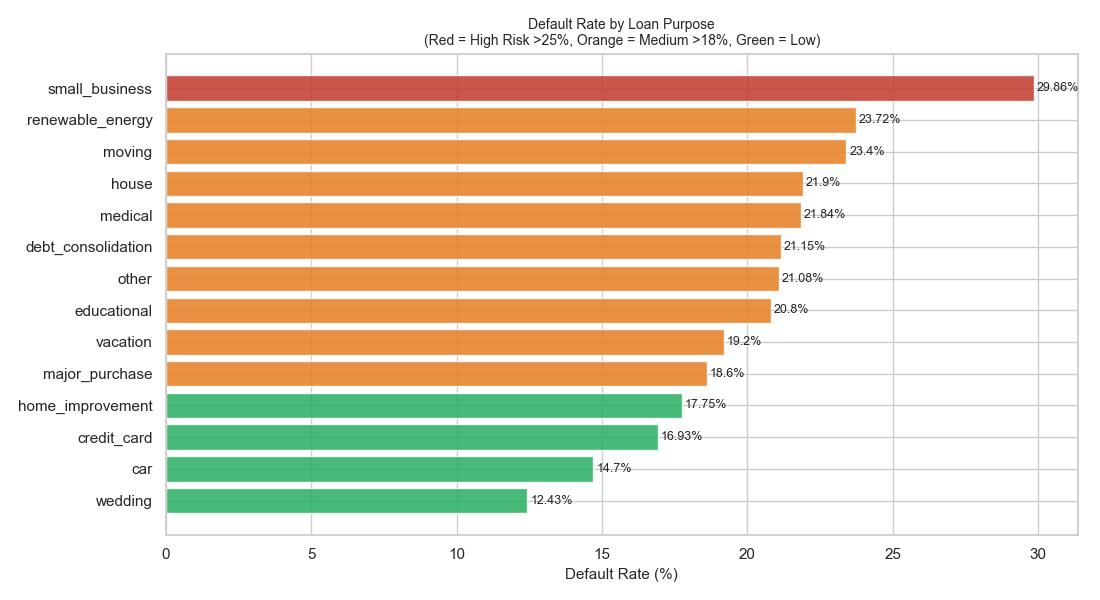 Default Rate by Loan Purpose
(Red = High Risk >25%, Orange = Medium >18%, Green = Low)
small_business 29.86%
renewable_energy 23.72%
moving 23.4%
house 21.9%
medical 21.84%
debt_consolidation 21.15%
other 21.08%
educational 20.8%
vacation 19.2%
major_purchase 18.6%
home_improvement 17.75%
credit_card 16.93%
car 14.7%
wedding 12.43%
0 5 10 15 20 25 30
Default Rate (%)